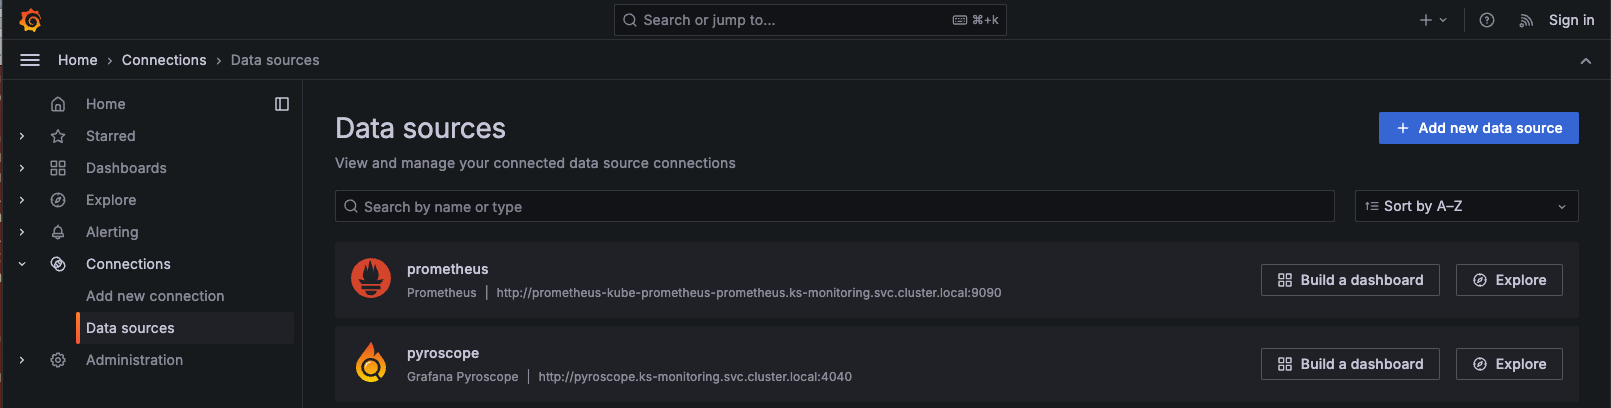 Search or jump to... ⌘+k
Sign in
Home › Connections › Data sources
Home
Starred
Dashboards
Explore
Alerting
Connections
Add new connection
Data sources
Administration
Data sources
View and manage your connected data source connections
+ Add new data source
Search by name or type
Sort by A–Z
prometheus
Prometheus | http://prometheus-kube-prometheus-prometheus.ks-monitoring.svc.cluster.local:9090
Build a dashboard
Explore
pyroscope
Grafana Pyroscope | http://pyroscope.ks-monitoring.svc.cluster.local:4040
Build a dashboard
Explore